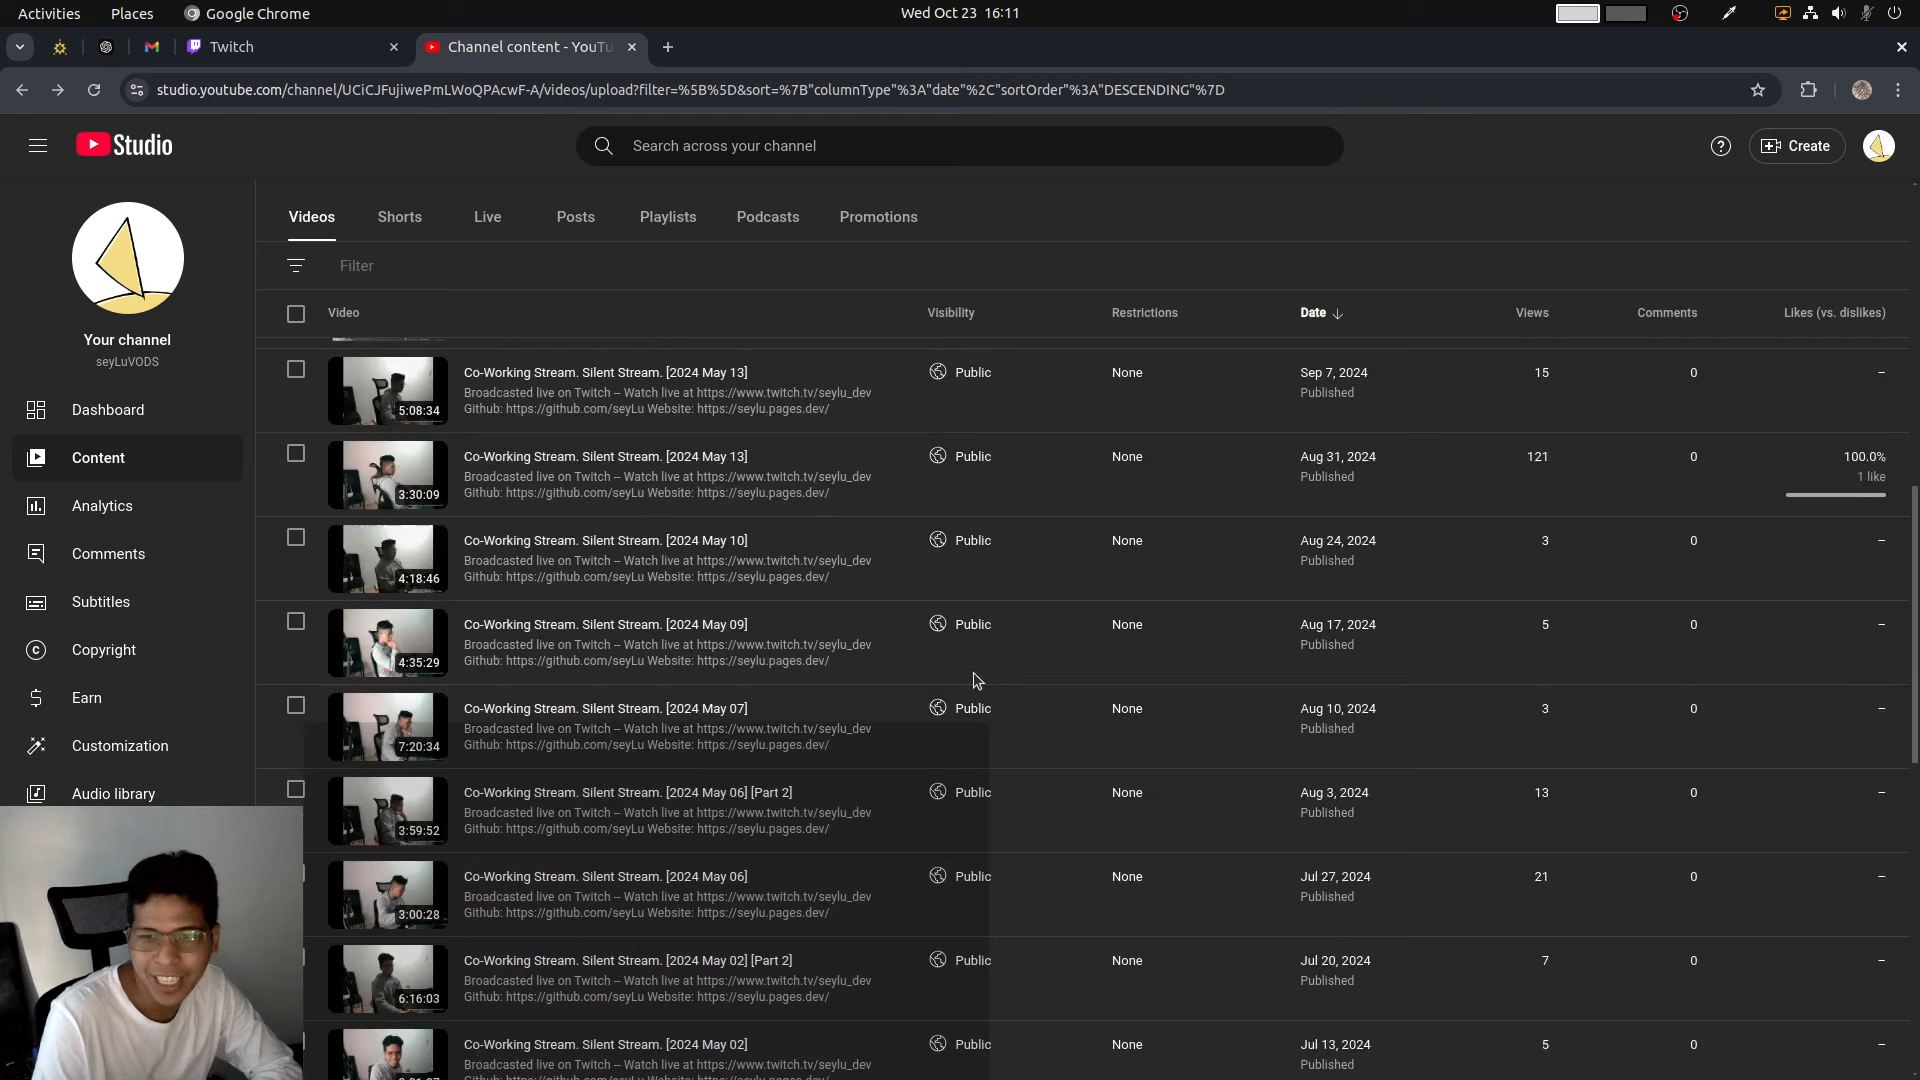 Activities Places Google Chrome Wed Oct 23 16:11
Twitch Channel content - YouTu
studio.youtube.com/channel/UCiCJFujiwePmLWoQPAcwF-A/videos/upload?filter=%5B%5D&sort=%7B"columnType"%3A"date"%2C"sortOrder"%3A"DESCENDING"%7D
Studio Search across your channel Create
Your channel
seyLuVODS
Dashboard
Content
Analytics
Comments
Subtitles
Copyright
Earn
Customization
Audio library
Videos Shorts Live Posts Playlists Podcasts Promotions
Filter
Video Visibility Restrictions Date Views Comments Likes (vs. dislikes)
Co-Working Stream. Silent Stream. [2024 May 13] Public None Sep 7, 2024 15 0 –
Broadcasted live on Twitch -- Watch live at https://www.twitch.tv/seylu_dev Published
5:08:34 Github: https://github.com/seyLu Website: https://seylu.pages.dev/
Co-Working Stream. Silent Stream. [2024 May 13] Public None Aug 31, 2024 121 0 100.0%
Broadcasted live on Twitch -- Watch live at https://www.twitch.tv/seylu_dev Published 1 like
3:30:09 Github: https://github.com/seyLu Website: https://seylu.pages.dev/
Co-Working Stream. Silent Stream. [2024 May 10] Public None Aug 24, 2024 3 0 –
Broadcasted live on Twitch -- Watch live at https://www.twitch.tv/seylu_dev Published
4:18:46 Github: https://github.com/seyLu Website: https://seylu.pages.dev/
Co-Working Stream. Silent Stream. [2024 May 09] Public None Aug 17, 2024 5 0 –
Broadcasted live on Twitch -- Watch live at https://www.twitch.tv/seylu_dev Published
4:35:29 Github: https://github.com/seyLu Website: https://seylu.pages.dev/
Co-Working Stream. Silent Stream. [2024 May 07] Public None Aug 10, 2024 3 0 –
Broadcasted live on Twitch -- Watch live at https://www.twitch.tv/seylu_dev Published
7:20:34 Github: https://github.com/seyLu Website: https://seylu.pages.dev/
Co-Working Stream. Silent Stream. [2024 May 06] [Part 2] Public None Aug 3, 2024 13 0 –
Broadcasted live on Twitch -- Watch live at https://www.twitch.tv/seylu_dev Published
3:59:52 Github: https://github.com/seyLu Website: https://seylu.pages.dev/
Co-Working Stream. Silent Stream. [2024 May 06] Public None Jul 27, 2024 21 0 –
Broadcasted live on Twitch -- Watch live at https://www.twitch.tv/seylu_dev Published
3:00:28 Github: https://github.com/seyLu Website: https://seylu.pages.dev/
Co-Working Stream. Silent Stream. [2024 May 02] [Part 2] Public None Jul 20, 2024 7 0 –
Broadcasted live on Twitch -- Watch live at https://www.twitch.tv/seylu_dev Published
6:16:03 Github: https://github.com/seyLu Website: https://seylu.pages.dev/
Co-Working Stream. Silent Stream. [2024 May 02] Public None Jul 13, 2024 5 0 –
Broadcasted live on Twitch -- Watch live at https://www.twitch.tv/seylu_dev Published
Github: https://github.com/seyLu Website: https://seylu.pages.dev/